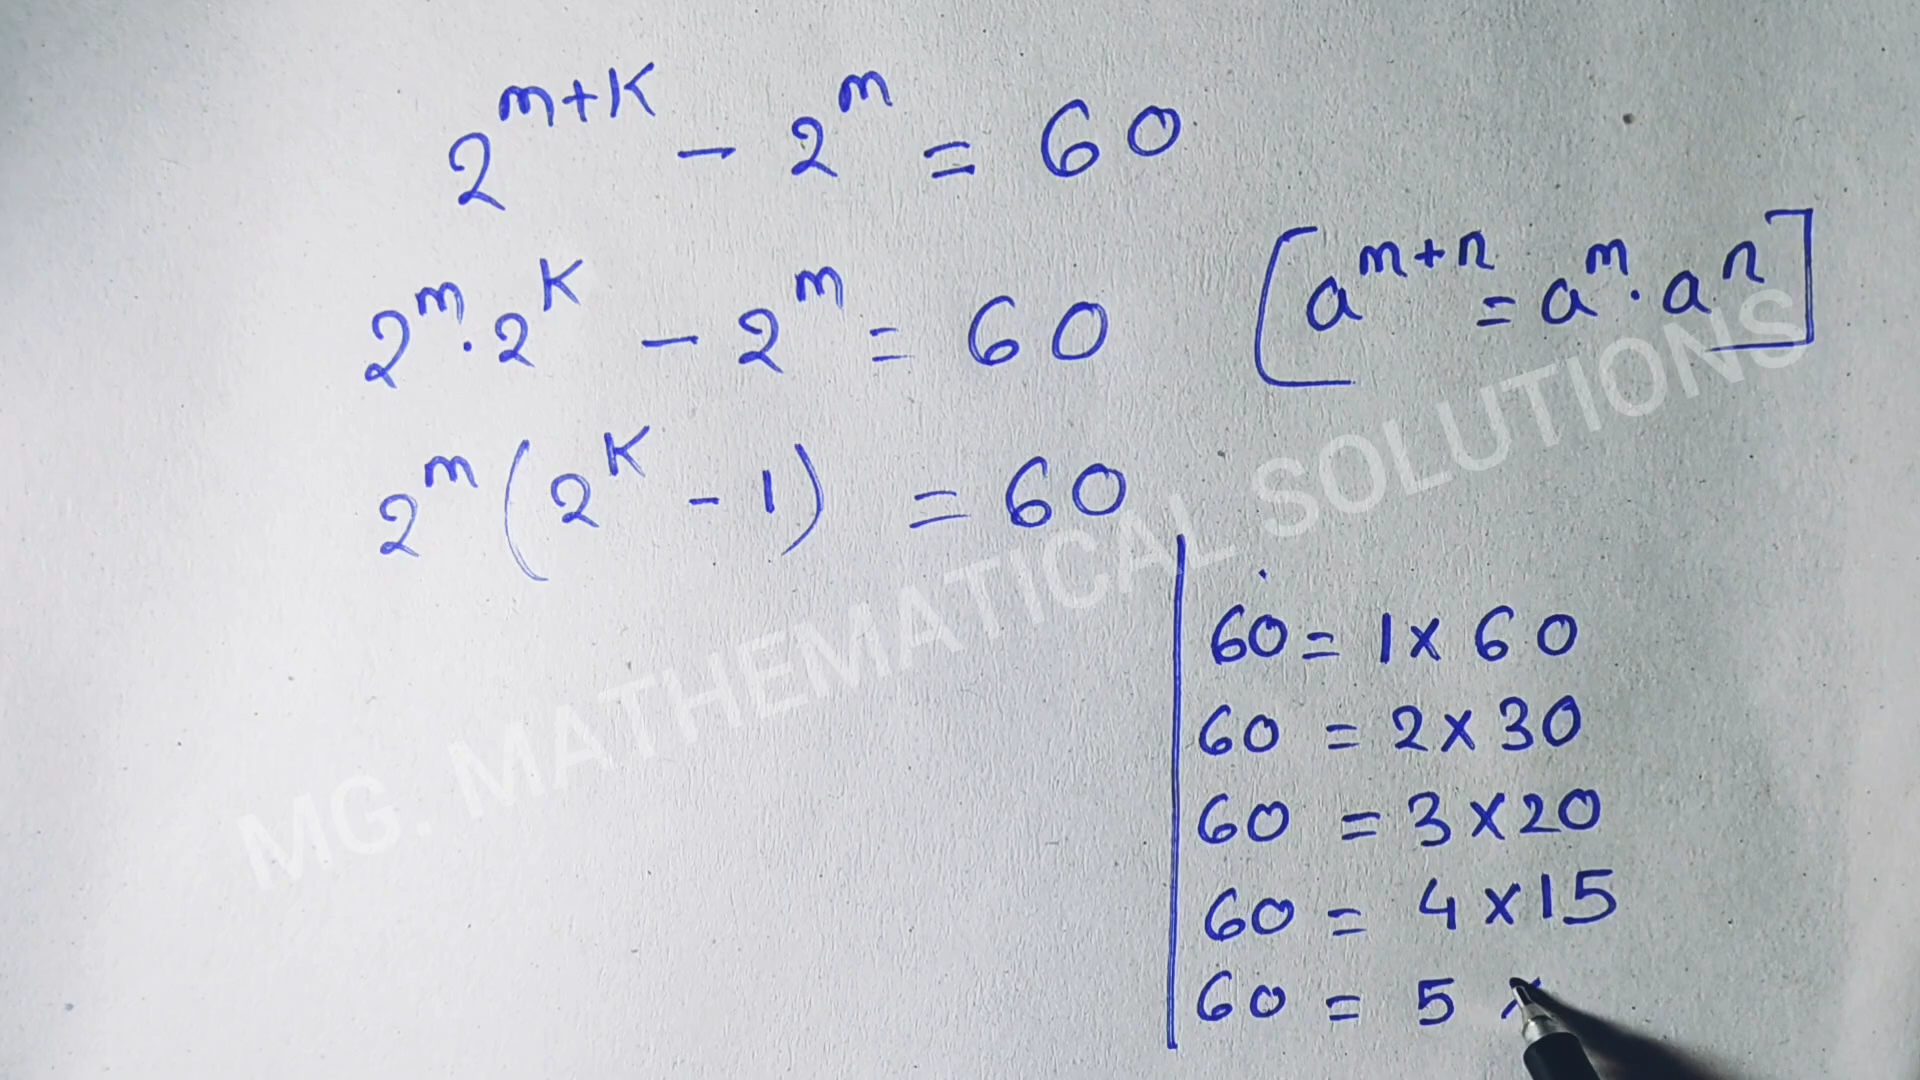 2^{m+K} - 2^m = 60
2^m · 2^K - 2^m = 60 [a^{m+n} = a^m · a^n]
2^m (2^K - 1) = 60
60 = 1 x 60
60 = 2 x 30
60 = 3 x 20
60 = 4 x 15
60 = 5 x
MG. MATHEMATICAL SOLUTIONS